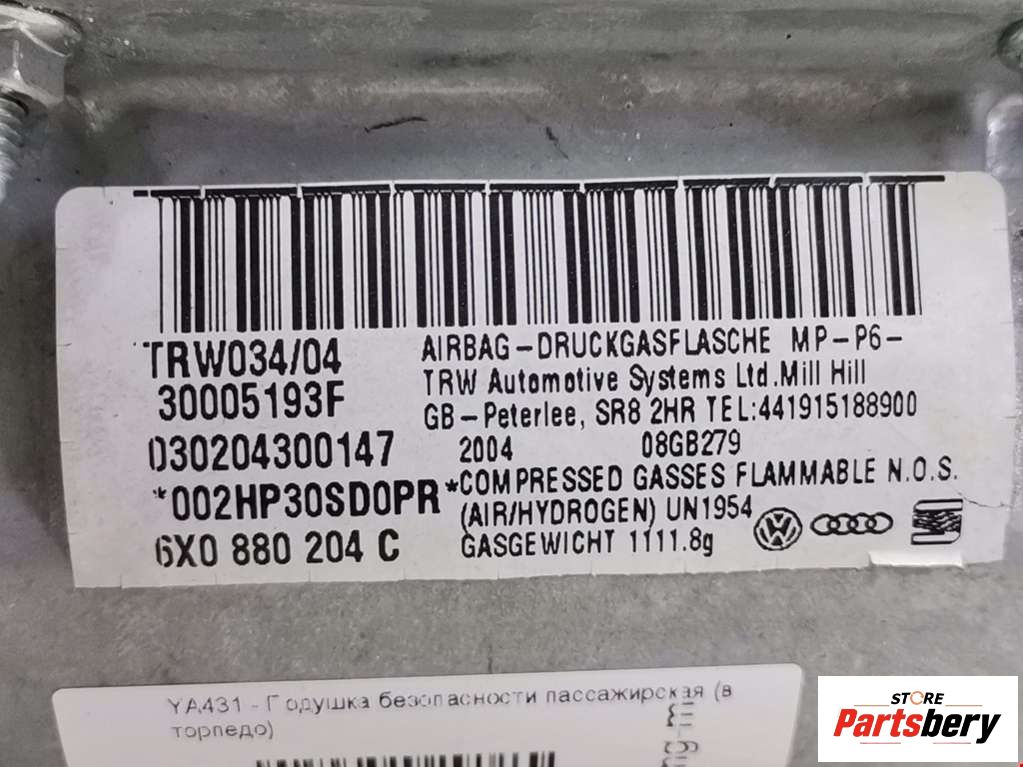 TRW034/04
30005193F
030204300147
*002HP30SD0PR*
6X0 880 204 C
AIRBAG-DRUCKGASFLASCHE MP-P6-
TRW Automotive Systems Ltd.Mill Hill
GB-Peterlee, SR8 2HR TEL:441915188900
2004 08GB279
COMPRESSED GASSES FLAMMABLE N.O.S.
(AIR/HYDROGEN) UN1954
GASGEWICHT 1111.8g
YA431 - Подушка безопасности пассажирская (в
торпедо)
STORE
Partsbery